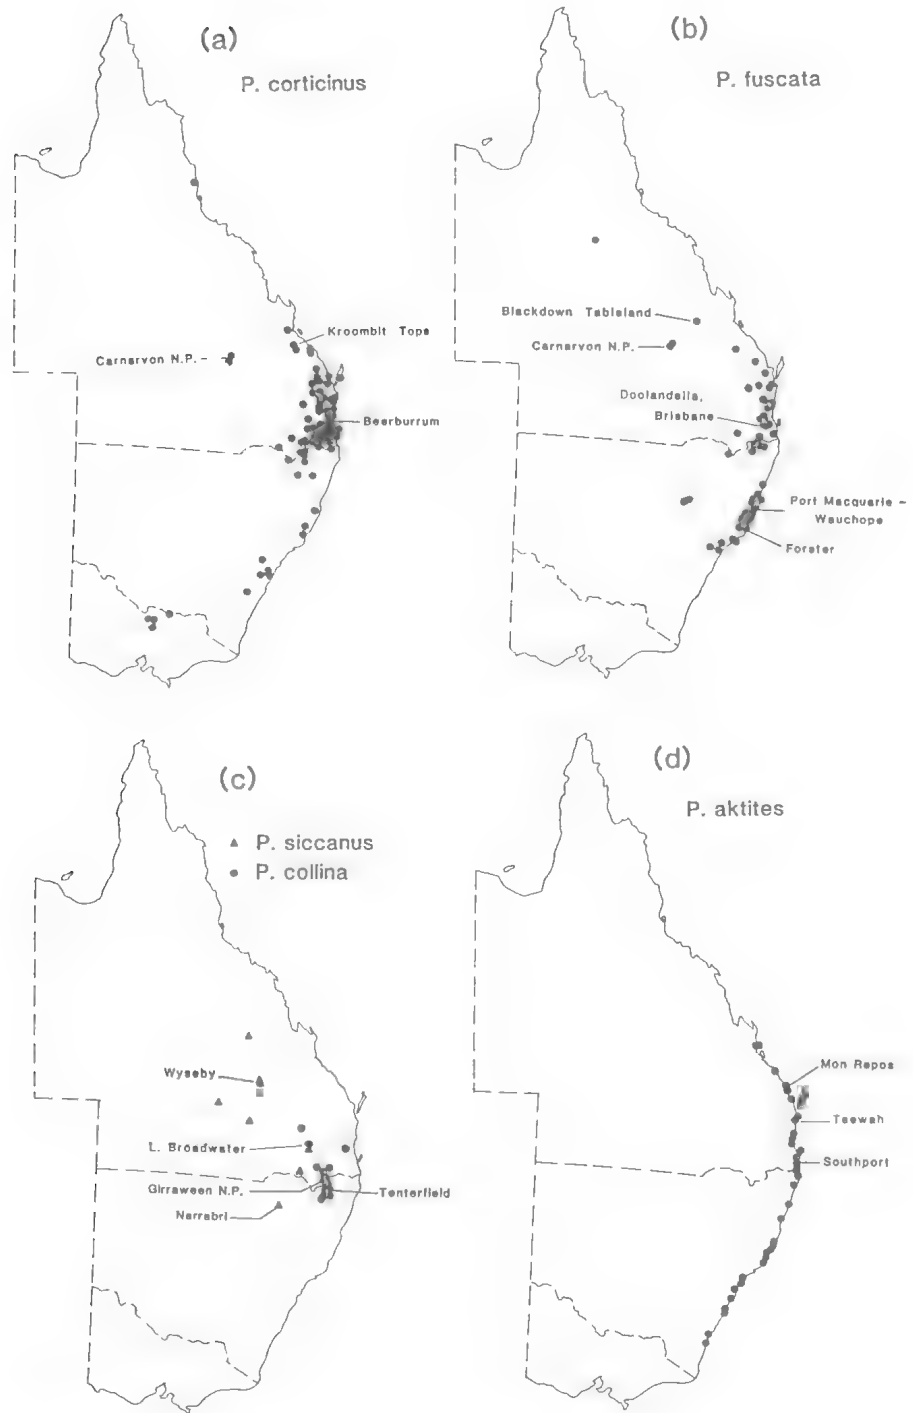 (a)
P. corticinus
Kroombit Tops
Carnarvon N.P.
Beerburrum
(b)
P. fuscata
Blackdown Tableland
Carnarvon N.P.
Doolandella,
Brisbane
Port Macquarie -
Wauchope
Forster
(c)
P. siccanus
P. collina
Wyseby
L. Broadwater
Girraween N.P.
Tenterfield
Narrabri
(d)
P. aktites
Mon Repos
Teewah
Southport